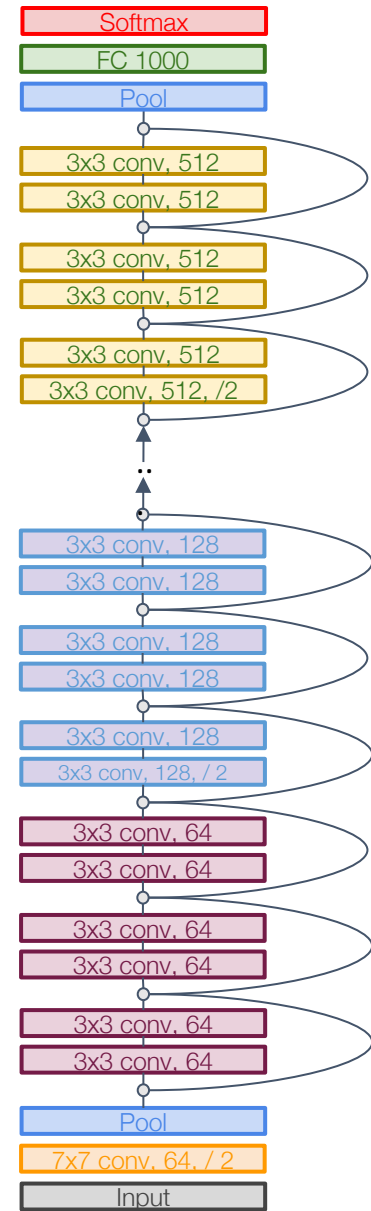 Softmax
FC 1000
Pool
3x3 conv, 512
3x3 conv, 512
3x3 conv, 512
3x3 conv, 512
3x3 conv, 512
3x3 conv, 512, /2
..
3x3 conv, 128
3x3 conv, 128
3x3 conv, 128
3x3 conv, 128
3x3 conv, 128
3x3 conv, 128, / 2
3x3 conv, 64
3x3 conv, 64
3x3 conv, 64
3x3 conv, 64
3x3 conv, 64
3x3 conv, 64
Pool
7x7 conv, 64, / 2
Input